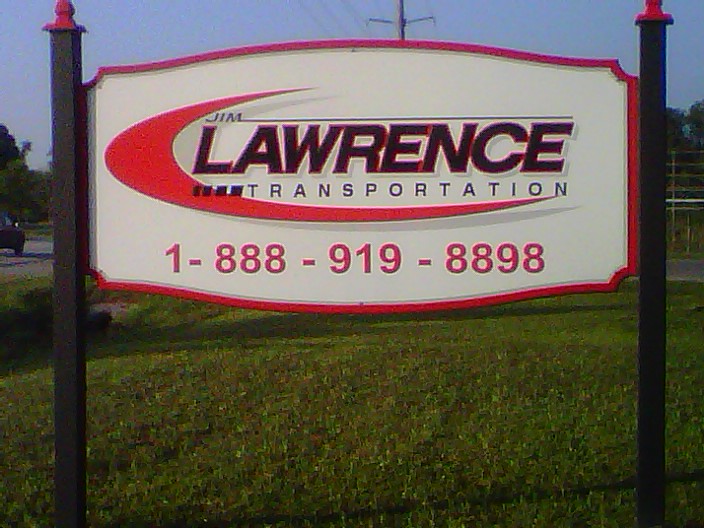 JIM
LAWRENCE
TRANSPORTATION
1- 888 - 919 - 8898